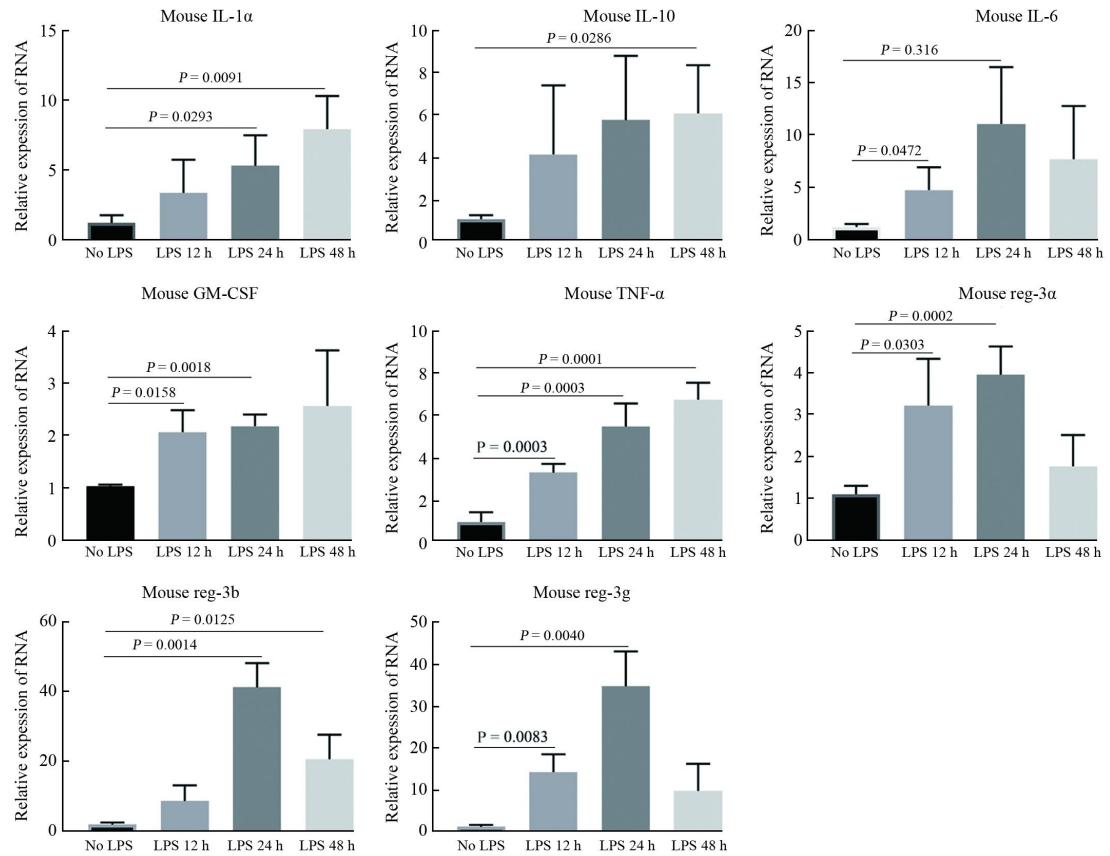 Mouse IL-1α
Relative expession of RNA
15
10
5
0
P = 0.0091
P = 0.0293
No LPS LPS 12 h LPS 24 h LPS 48 h
Mouse IL-10
Relative expession of RNA
10
8
6
4
2
0
P = 0.0286
No LPS LPS 12 h LPS 24 h LPS 48 h
Mouse IL-6
Relative expession of RNA
20
15
10
5
0
P = 0.316
P = 0.0472
No LPS LPS 12 h LPS 24 h LPS 48 h
Mouse GM-CSF
Relative expession of RNA
4
3
2
1
0
P = 0.0018
P = 0.0158
No LPS LPS 12 h LPS 24 h LPS 48 h
Mouse TNF-α
Relative expession of RNA
10
8
6
4
2
0
P = 0.0001
P = 0.0003
P = 0.0003
No LPS LPS 12 h LPS 24 h LPS 48 h
Mouse reg-3α
Relative expession of RNA
5
4
3
2
1
0
P = 0.0002
P = 0.0303
No LPS LPS 12 h LPS 24 h LPS 48 h
Mouse reg-3b
Relative expession of RNA
60
40
20
0
P = 0.0125
P = 0.0014
No LPS LPS 12 h LPS 24 h LPS 48 h
Mouse reg-3g
Relative expession of RNA
50
40
30
20
10
0
P = 0.0040
P = 0.0083
No LPS LPS 12 h LPS 24 h LPS 48 h